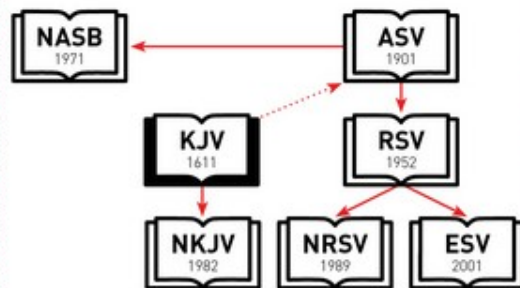 NASB
1971
ASV
1901
KJV
1611
RSV
1952
NKJV
1982
NRSV
1989
ESV
2001